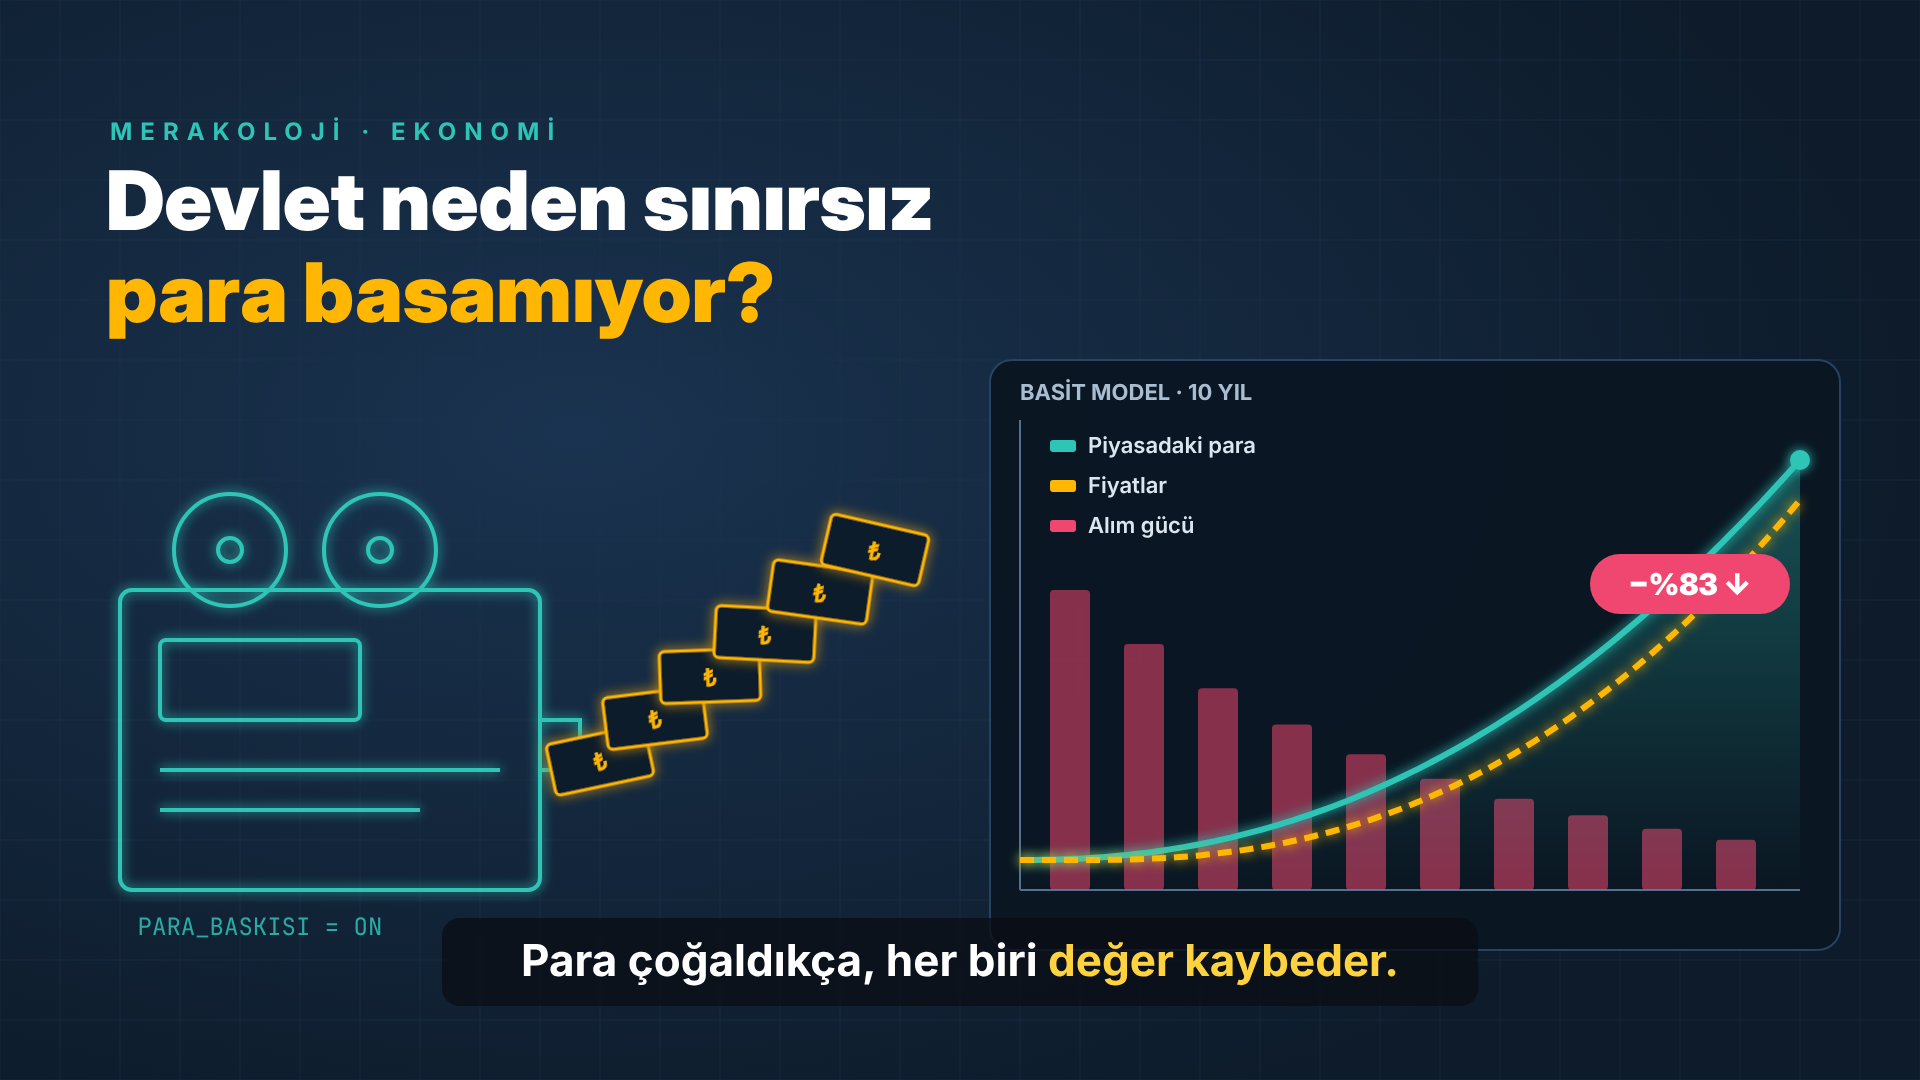 MERAKOLOJİ · EKONOMİ
Devlet neden sınırsız
para basamıyor?
BASİT MODEL · 10 YIL
Piyasadaki para
Fiyatlar
Alım gücü
−%83 ↓
₺
₺
₺
₺
₺
₺
PARA_BASKISI = ON
Para çoğaldıkça, her biri değer kaybeder.